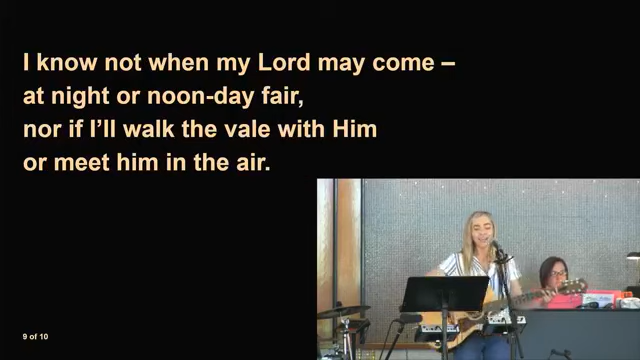 I know not when my Lord may come –
at night or noon-day fair,
nor if I’ll walk the vale with Him
or meet him in the air.
9 of 10